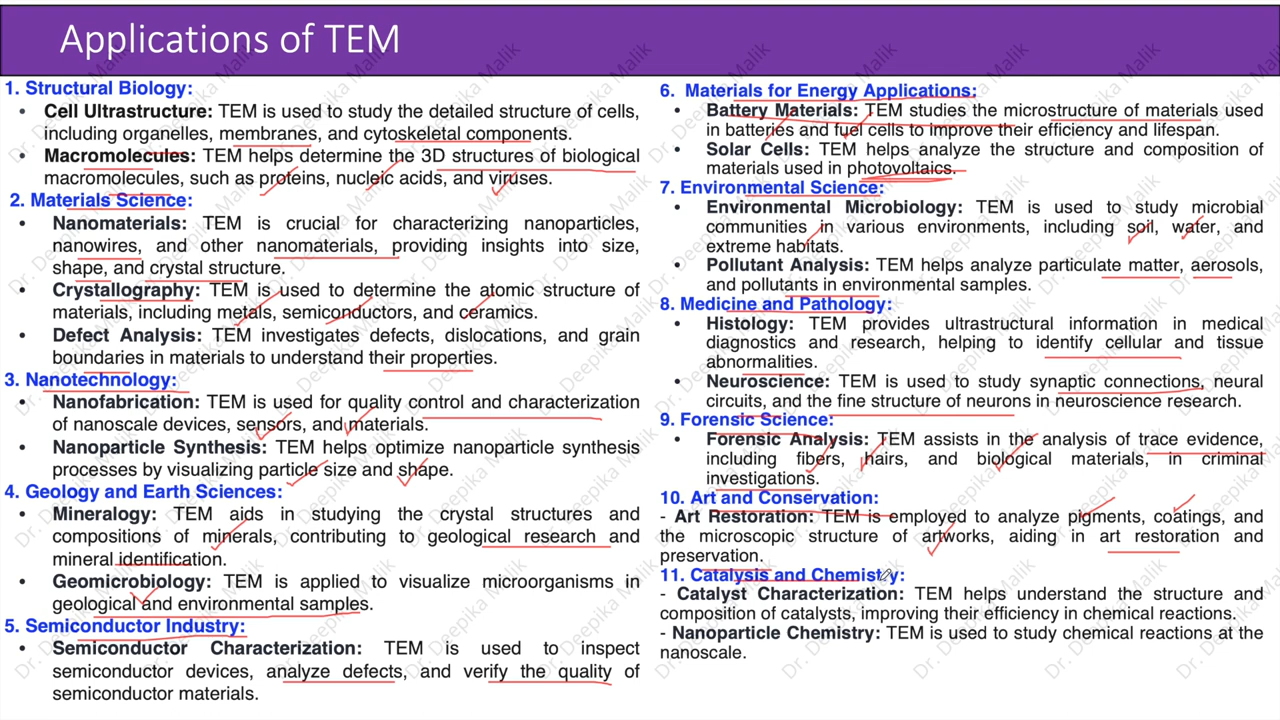 Applications of TEM
1. Structural Biology:
• Cell Ultrastructure: TEM is used to study the detailed structure of cells,
including organelles, membranes, and cytoskeletal components.
• Macromolecules: TEM helps determine the 3D structures of biological
macromolecules, such as proteins, nucleic acids, and viruses.
2. Materials Science:
• Nanomaterials: TEM is crucial for characterizing nanoparticles,
nanowires, and other nanomaterials, providing insights into size,
shape, and crystal structure.
• Crystallography: TEM is used to determine the atomic structure of
materials, including metals, semiconductors, and ceramics.
• Defect Analysis: TEM investigates defects, dislocations, and grain
boundaries in materials to understand their properties.
3. Nanotechnology:
• Nanofabrication: TEM is used for quality control and characterization
of nanoscale devices, sensors, and materials.
• Nanoparticle Synthesis: TEM helps optimize nanoparticle synthesis
processes by visualizing particle size and shape.
4. Geology and Earth Sciences:
• Mineralogy: TEM aids in studying the crystal structures and
compositions of minerals, contributing to geological research and
mineral identification.
• Geomicrobiology: TEM is applied to visualize microorganisms in
geological and environmental samples.
5. Semiconductor Industry:
• Semiconductor Characterization: TEM is used to inspect
semiconductor devices, analyze defects, and verify the quality of
semiconductor materials.
6. Materials for Energy Applications:
• Battery Materials: TEM studies the microstructure of materials used
in batteries and fuel cells to improve their efficiency and lifespan.
• Solar Cells: TEM helps analyze the structure and composition of
materials used in photovoltaics.
7. Environmental Science:
• Environmental Microbiology: TEM is used to study microbial
communities in various environments, including soil, water, and
extreme habitats.
• Pollutant Analysis: TEM helps analyze particulate matter, aerosols,
and pollutants in environmental samples.
8. Medicine and Pathology:
• Histology: TEM provides ultrastructural information in medical
diagnostics and research, helping to identify cellular and tissue
abnormalities.
• Neuroscience: TEM is used to study synaptic connections, neural
circuits, and the fine structure of neurons in neuroscience research.
9. Forensic Science:
• Forensic Analysis: TEM assists in the analysis of trace evidence,
including fibers, hairs, and biological materials, in criminal
investigations.
10. Art and Conservation:
- Art Restoration: TEM is employed to analyze pigments, coatings, and
the microscopic structure of artworks, aiding in art restoration and
preservation.
11. Catalysis and Chemistry:
- Catalyst Characterization: TEM helps understand the structure and
composition of catalysts, improving their efficiency in chemical reactions.
- Nanoparticle Chemistry: TEM is used to study chemical reactions at the
nanoscale.
Dr. Deepika Malik